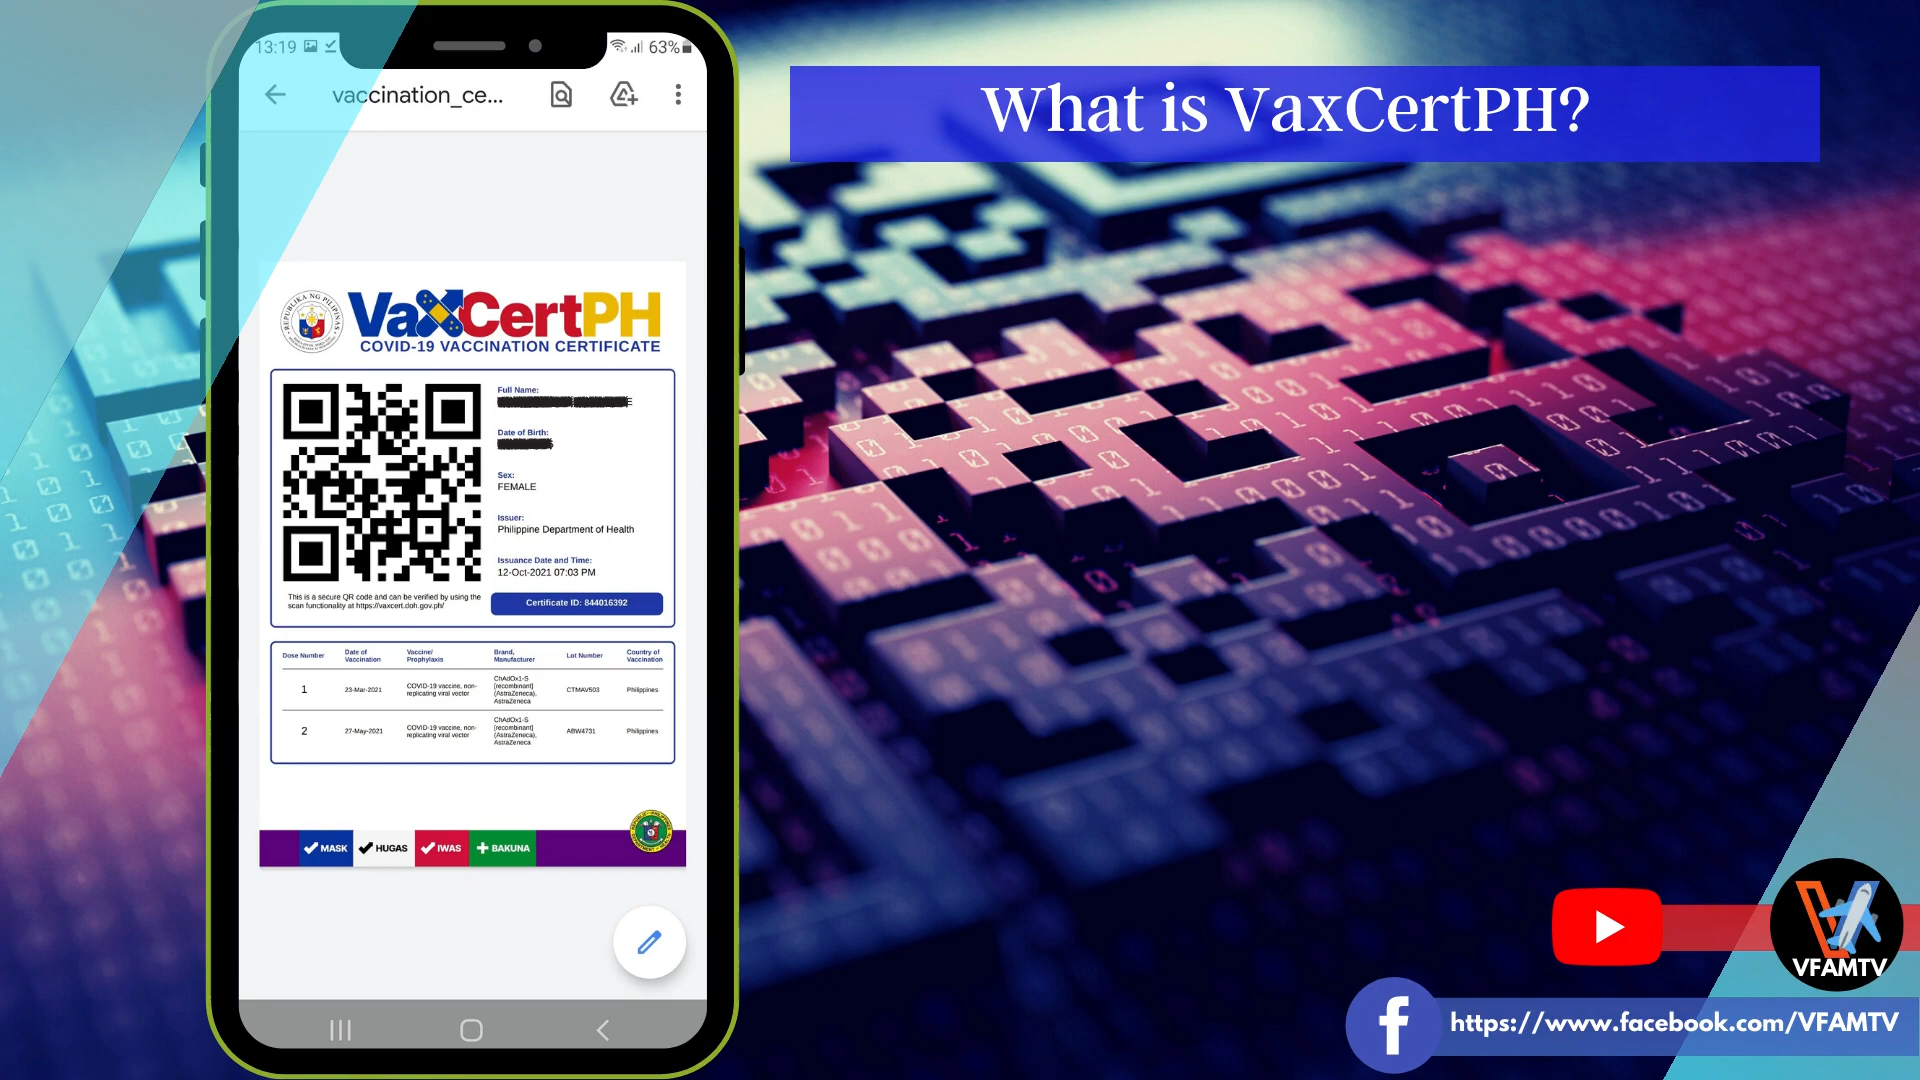 13:19
63%
vaccination_ce...
What is VaxCertPH?
REPUBLIKA NG PILIPINAS
VaxCertPH
COVID-19 VACCINATION CERTIFICATE
Full Name:
Date of Birth:
Sex:
FEMALE
Issuer:
Philippine Department of Health
Issuance Date and Time:
12-Oct-2021 07:03 PM
This is a secure QR code and can be verified by using the
scan functionality at https://vaxcert.doh.gov.ph/
Certificate ID: 844016392
Dose Number
Date of
Vaccination
Vaccine/
Prophylaxis
Brand,
Manufacturer
Lot Number
Country of
Vaccination
1
23-Mar-2021
COVID-19 vaccine, non-
replicating viral vector
ChAdOx1-S
[recombinant]
(AstraZeneca),
AstraZeneca
CTMAV503
Philippines
2
27-May-2021
COVID-19 vaccine, non-
replicating viral vector
ChAdOx1-S
[recombinant]
(AstraZeneca),
AstraZeneca
ABW4731
Philippines
MASK
HUGAS
IWAS
BAKUNA
VFAMTV
https://www.facebook.com/VFAMTV